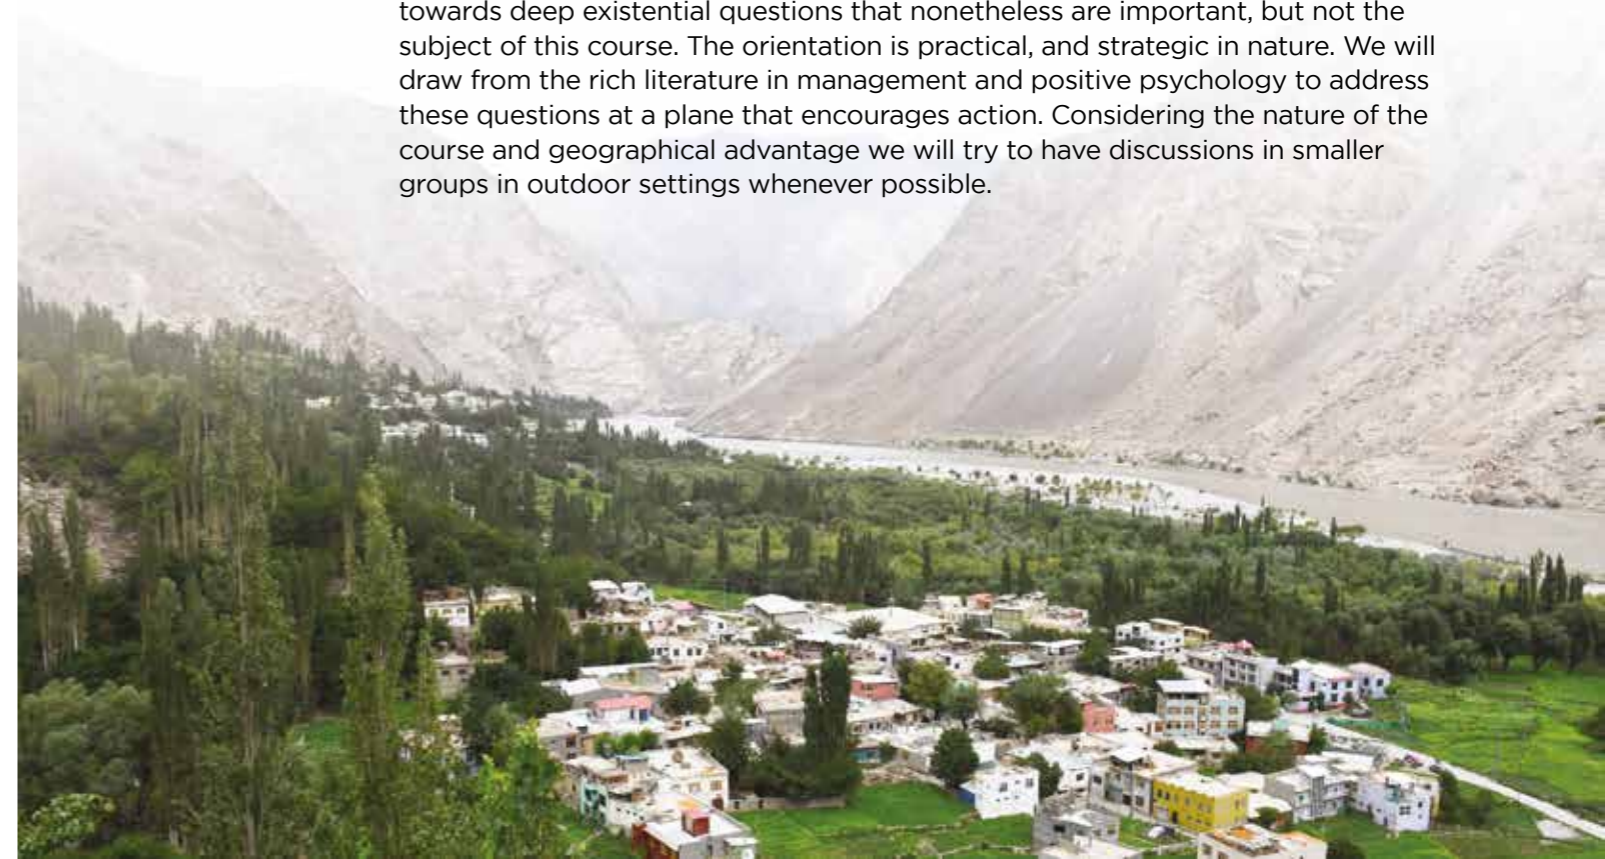 towards deep existential questions that nonetheless are important, but not the
subject of this course. The orientation is practical, and strategic in nature. We will
draw from the rich literature in management and positive psychology to address
these questions at a plane that encourages action. Considering the nature of the
course and geographical advantage we will try to have discussions in smaller
groups in outdoor settings whenever possible.